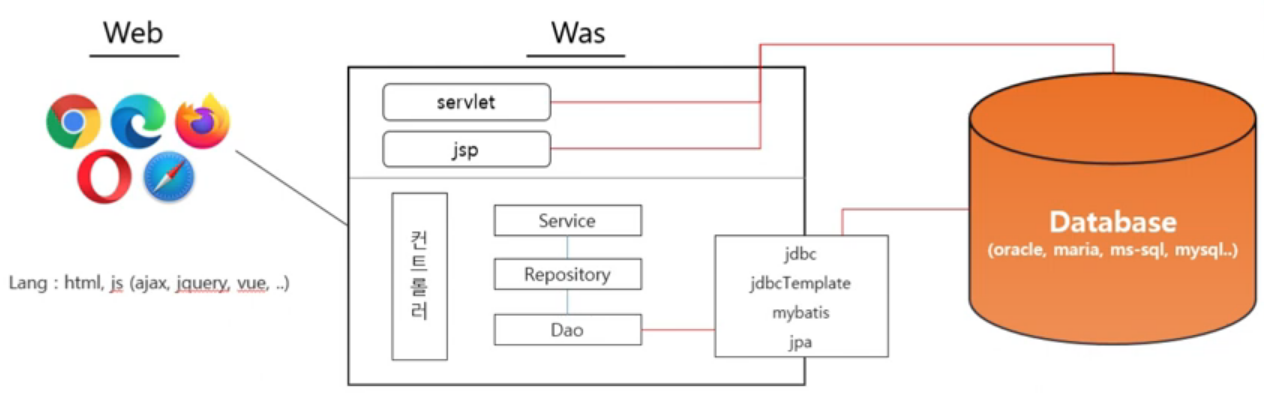 Web
Was
servlet
jsp
컨트롤러
Service
Repository
Dao
jdbc
jdbcTemplate
mybatis
jpa
Database
(oracle, maria, ms-sql, mysql..)
Lang : html, js (ajax, jquery, vue, ..)